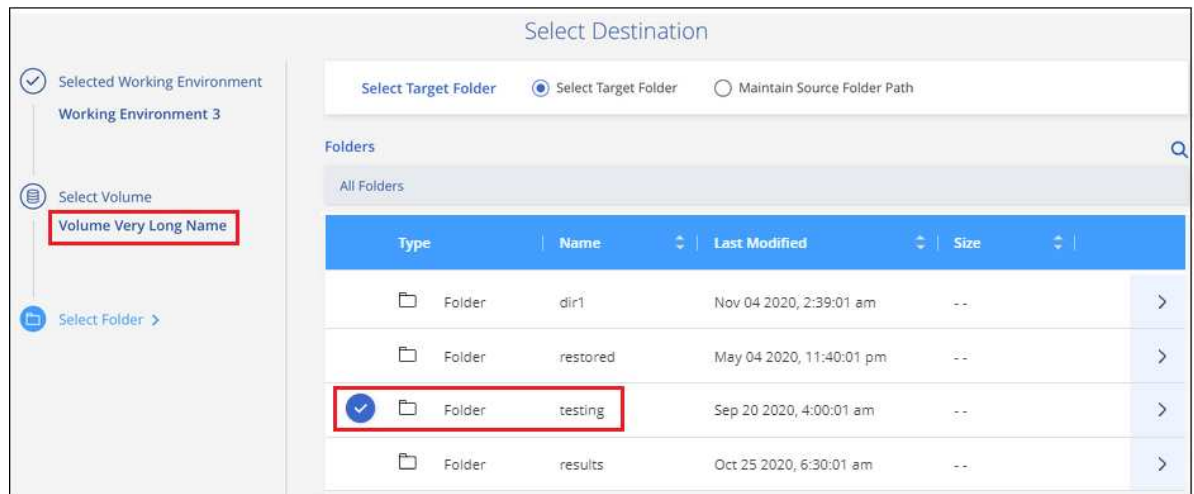 Select Destination
Selected Working Environment
Working Environment 3
Select Volume
Volume Very Long Name
Select Folder >
Select Target Folder Select Target Folder Maintain Source Folder Path
Folders
All Folders
Type Name Last Modified Size
Folder dir1 Nov 04 2020, 2:39:01 am - -
Folder restored May 04 2020, 11:40:01 pm - -
Folder testing Sep 20 2020, 4:00:01 am - -
Folder results Oct 25 2020, 6:30:01 am - -